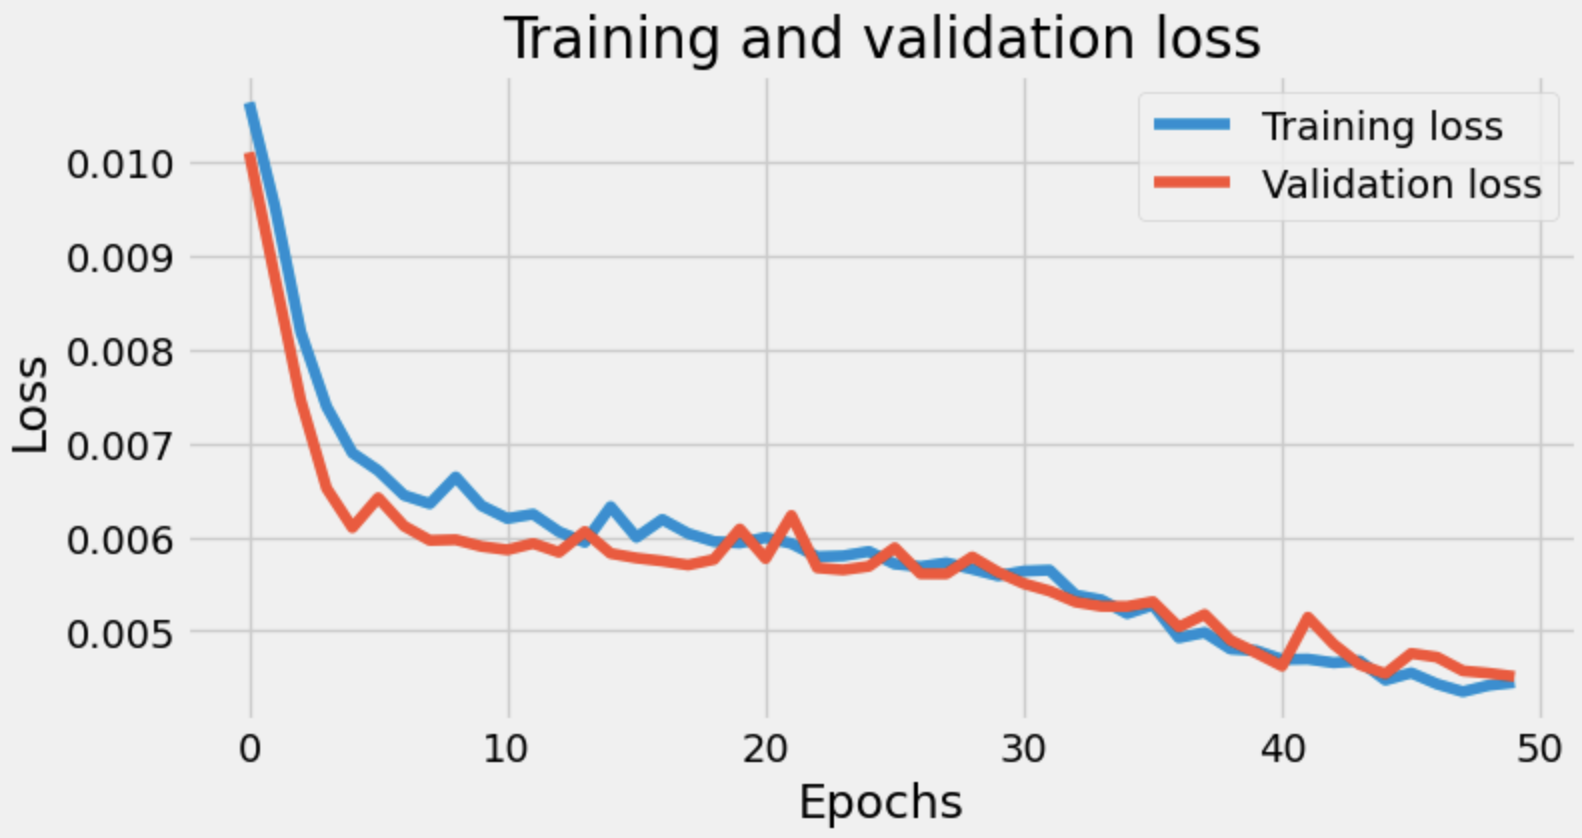 Training and validation loss
Training loss
Validation loss
0.010
0.009
0.008
0.007
0.006
0.005
Loss
0 10 20 30 40 50
Epochs